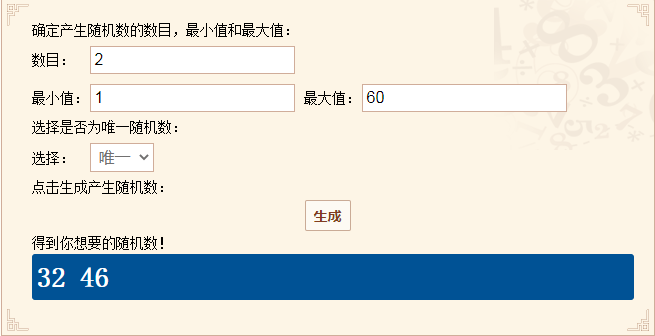 确定产生随机数的数目，最小值和最大值：
数目： 2
最小值： 1 最大值： 60
选择是否为唯一随机数：
选择： 唯一
点击生成产生随机数：
生成
得到你想要的随机数!
32 46